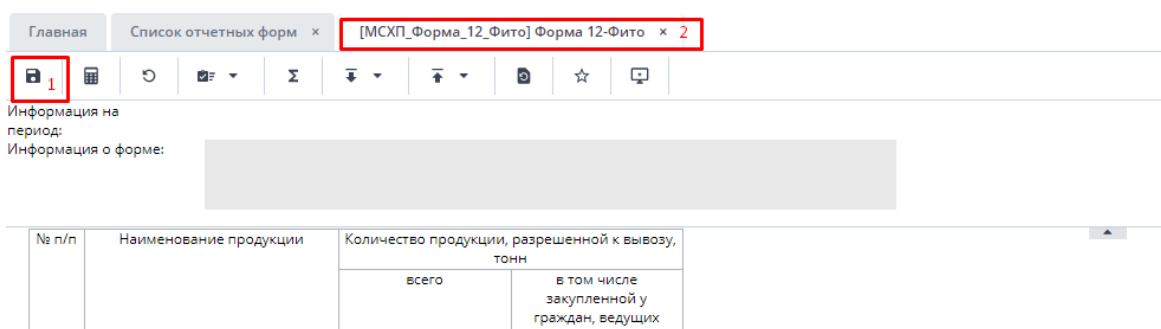 Главная
Список отчетных форм ×
[МСХП_Форма_12_Фито] Форма 12-Фито × 2
1
Σ
Информация на
период:
Информация о форме:
№ п/п
Наименование продукции
Количество продукции, разрешенной к вывозу,
тонн
всего
в том числе
закупленной у
граждан, ведущих